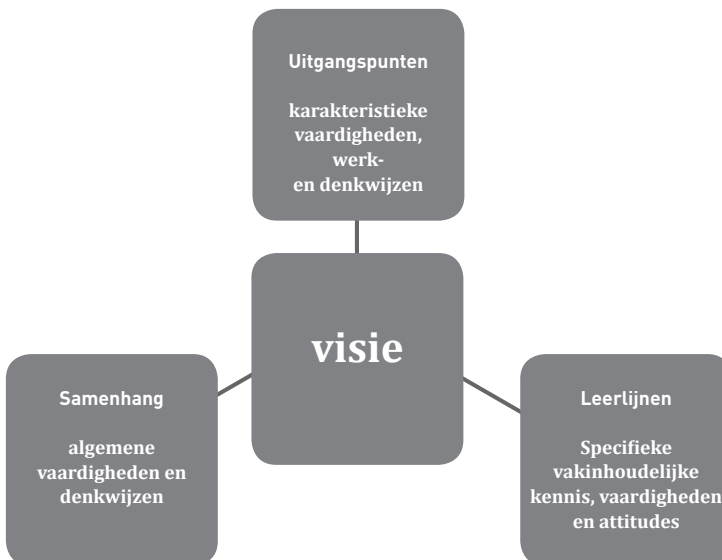 Uitgangspunten
karakteristieke
vaardigheden,
werk-
en denkwijzen
visie
Samenhang
algemene
vaardigheden en
denkwijzen
Leerlijnen
Specifieke
vakinhoudelijke
kennis, vaardigheden
en attitudes